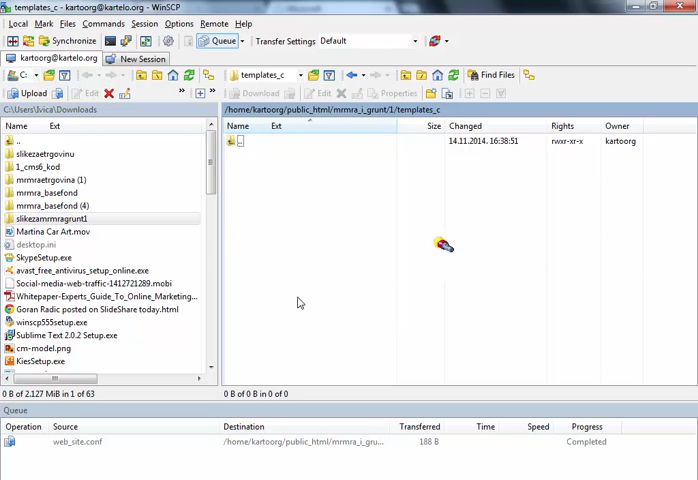 templates_c - kartoorg@kartelo.org - WinSCP
Local Mark Files Commands Session Options Remote Help
Synchronize Queue Transfer Settings Default
kartoorg@kartelo.org New Session
C: templates_c Find Files
Upload Edit Download Edit Properties
C:\Users\Ivica\Downloads /home/kartoorg/public_html/mrmra_i_grunt/1/templates_c
Name Ext Name Ext Size Changed Rights Owner
.. .. 14.11.2014. 16:38:51 rwxr-xr-x kartoorg
slikezaetrgovinu
1_cms6_kod
mrmraetrgovina (1)
mrmra_basefond
mrmra_basefond (4)
slikezamrmragrunt1
Martina Car Art.mov
desktop.ini
SkypeSetup.exe
avast_free_antivirus_setup_online.exe
Social-media-web-traffic-1412721289.mobi
Whitepaper-Experts_Guide_To_Online_Marketing...
Goran Radic posted on SlideShare today.html
winscp555setup.exe
Sublime Text 2.0.2 Setup.exe
cm-model.png
KiesSetup.exe
0 B of 2.127 MiB in 1 of 63 0 B of 0 B in 0 of 0
Queue
Operation Source Destination Transferred Time Speed Progress
web_site.conf /home/kartoorg/public_html/mrmra_i_gru... 188 B Completed